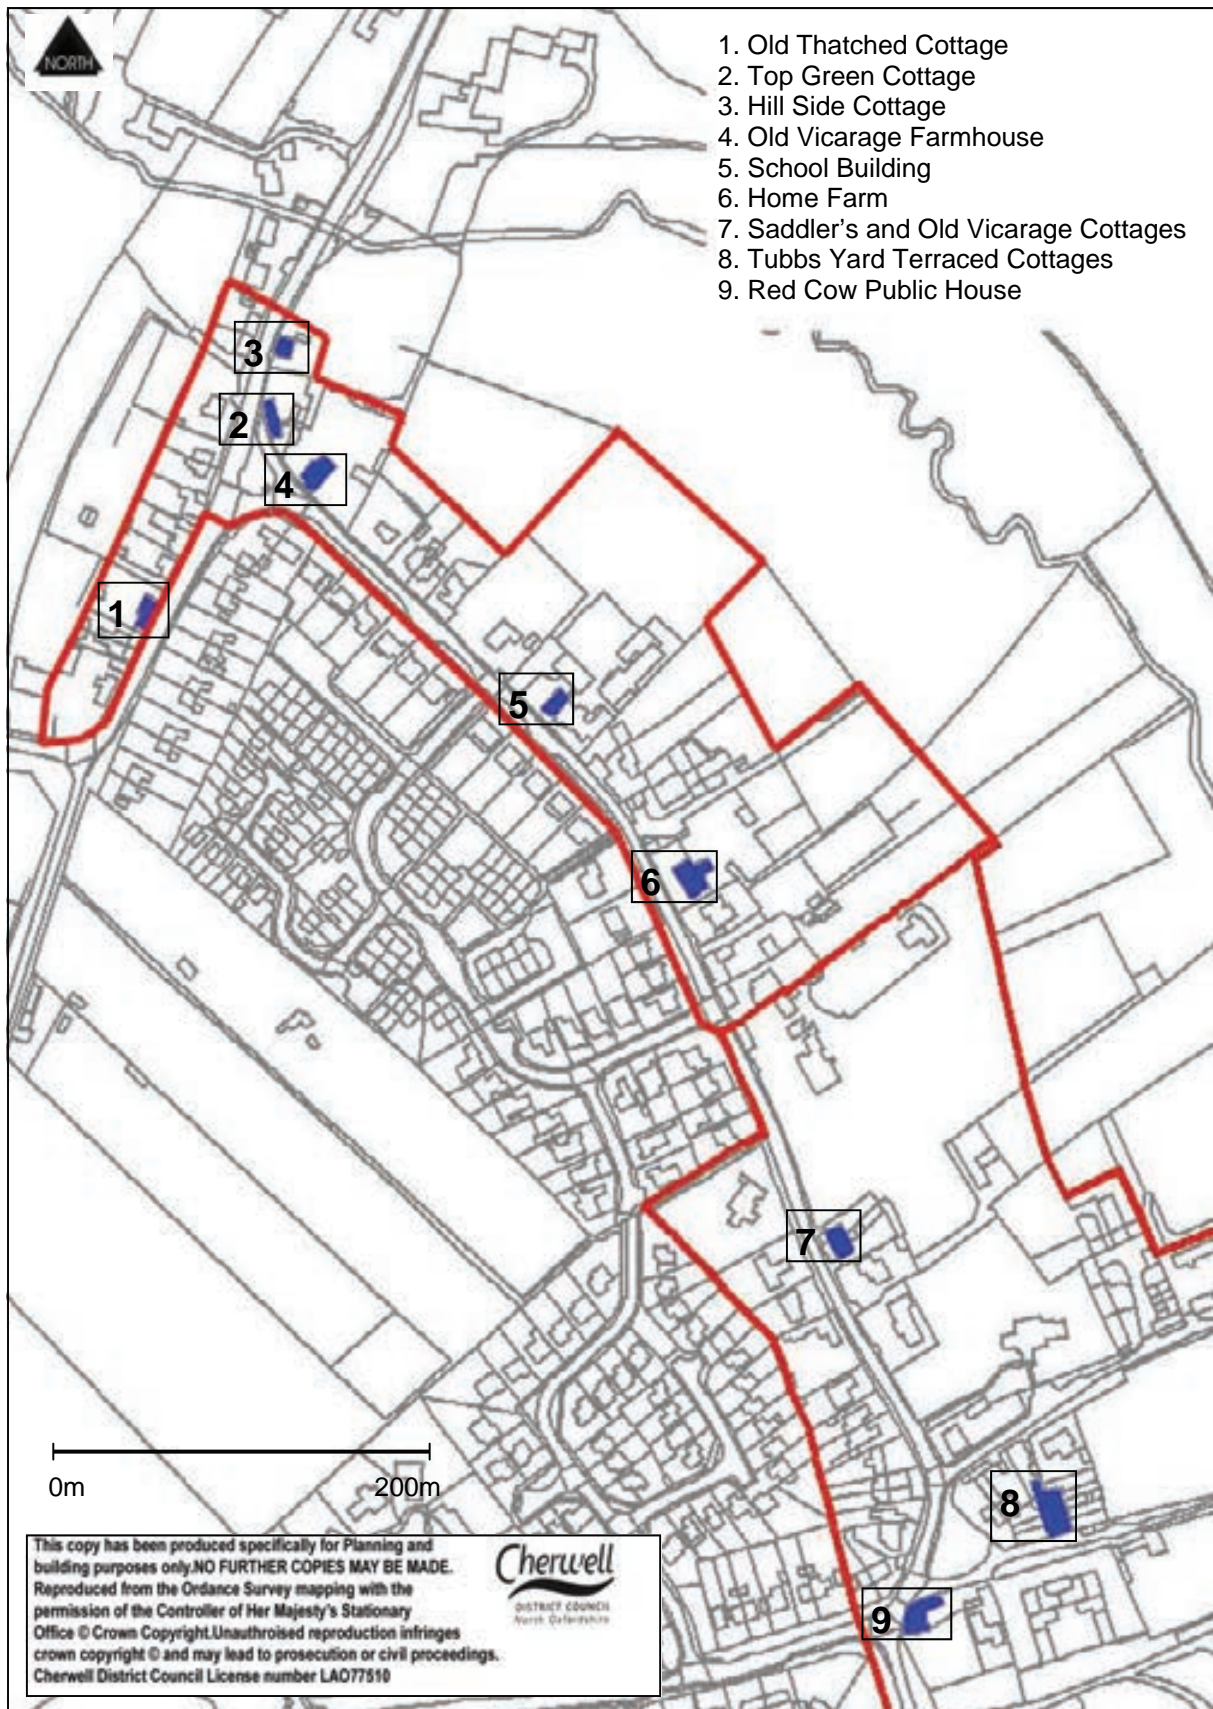 NORTH
1. Old Thatched Cottage
2. Top Green Cottage
3. Hill Side Cottage
4. Old Vicarage Farmhouse
5. School Building
6. Home Farm
7. Saddler's and Old Vicarage Cottages
8. Tubbs Yard Terraced Cottages
9. Red Cow Public House
3
2
4
1
5
6
7
8
9
0m 200m
This copy has been produced specifically for Planning and
building purposes only.NO FURTHER COPIES MAY BE MADE.
Reproduced from the Ordance Survey mapping with the
permission of the Controller of Her Majesty's Stationary
Office © Crown Copyright.Unauthroised reproduction infringes
crown copyright © and may lead to prosecution or civil proceedings.
Cherwell District Council License number LAO77510
Cherwell
DISTRICT COUNCIL
North Oxfordshire